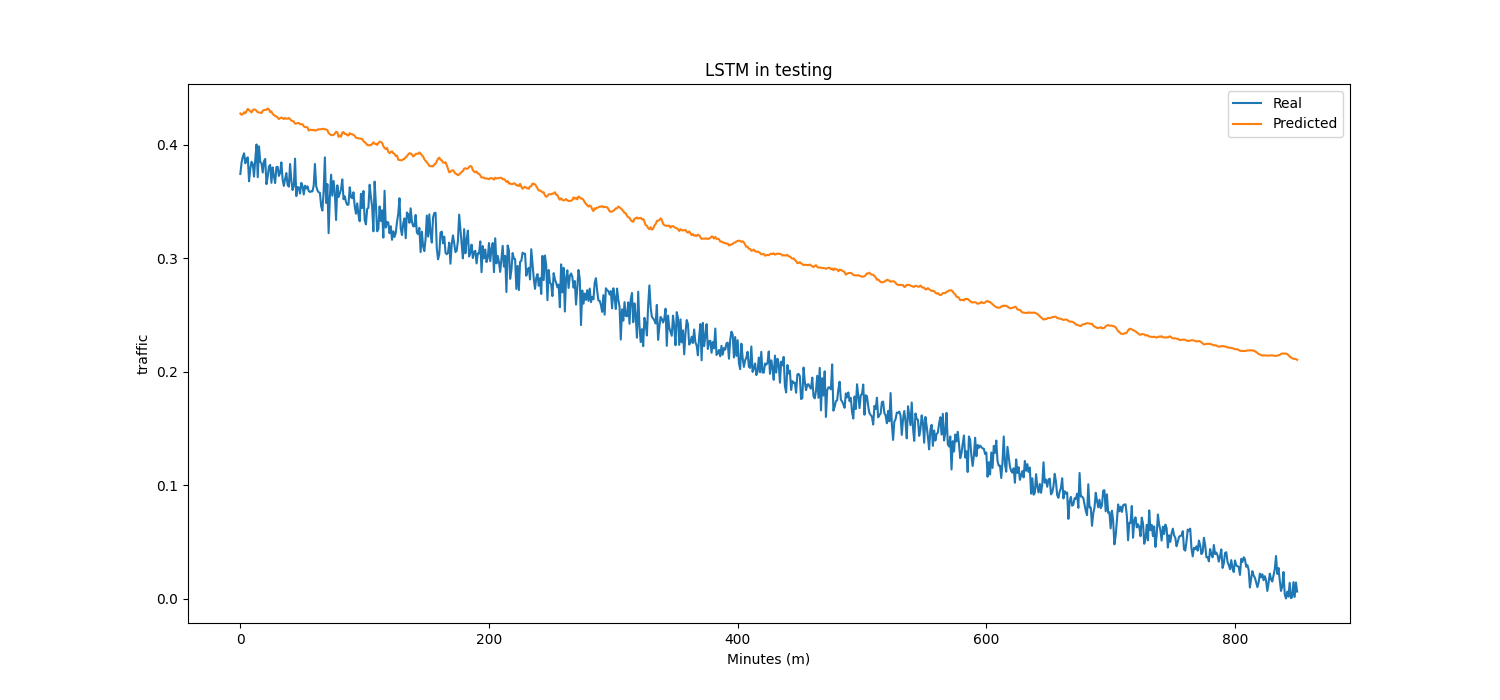 LSTM in testing
Real
Predicted
traffic
0.4
0.3
0.2
0.1
0.0
0 200 400 600 800
Minutes (m)